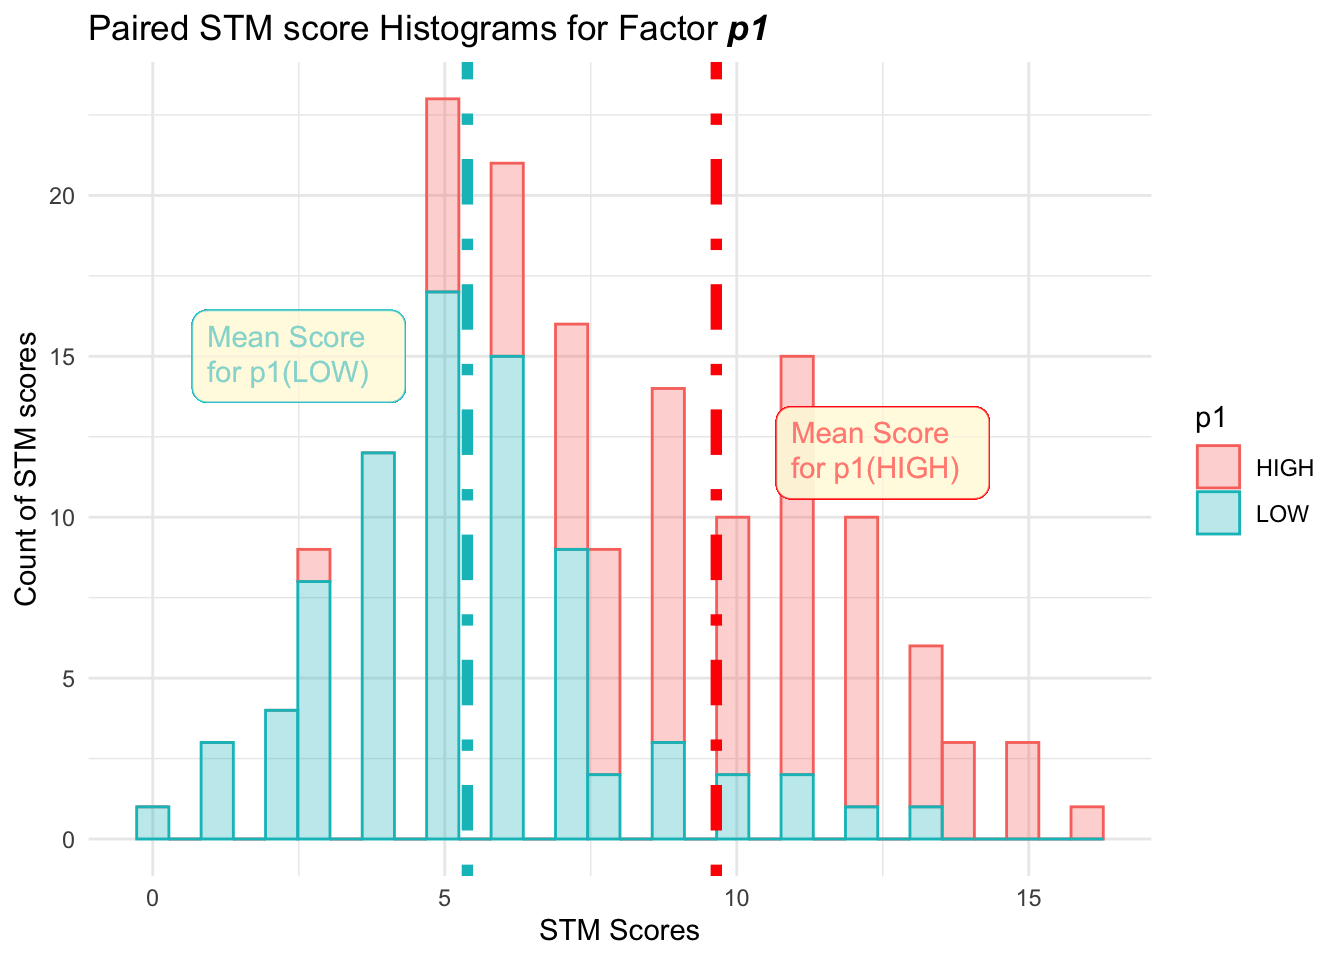 Paired STM score Histograms for Factor p1
Count of STM scores
20
15
10
5
0
Mean Score
for p1(LOW)
Mean Score
for p1(HIGH)
p1
HIGH
LOW
0 5 10 15
STM Scores